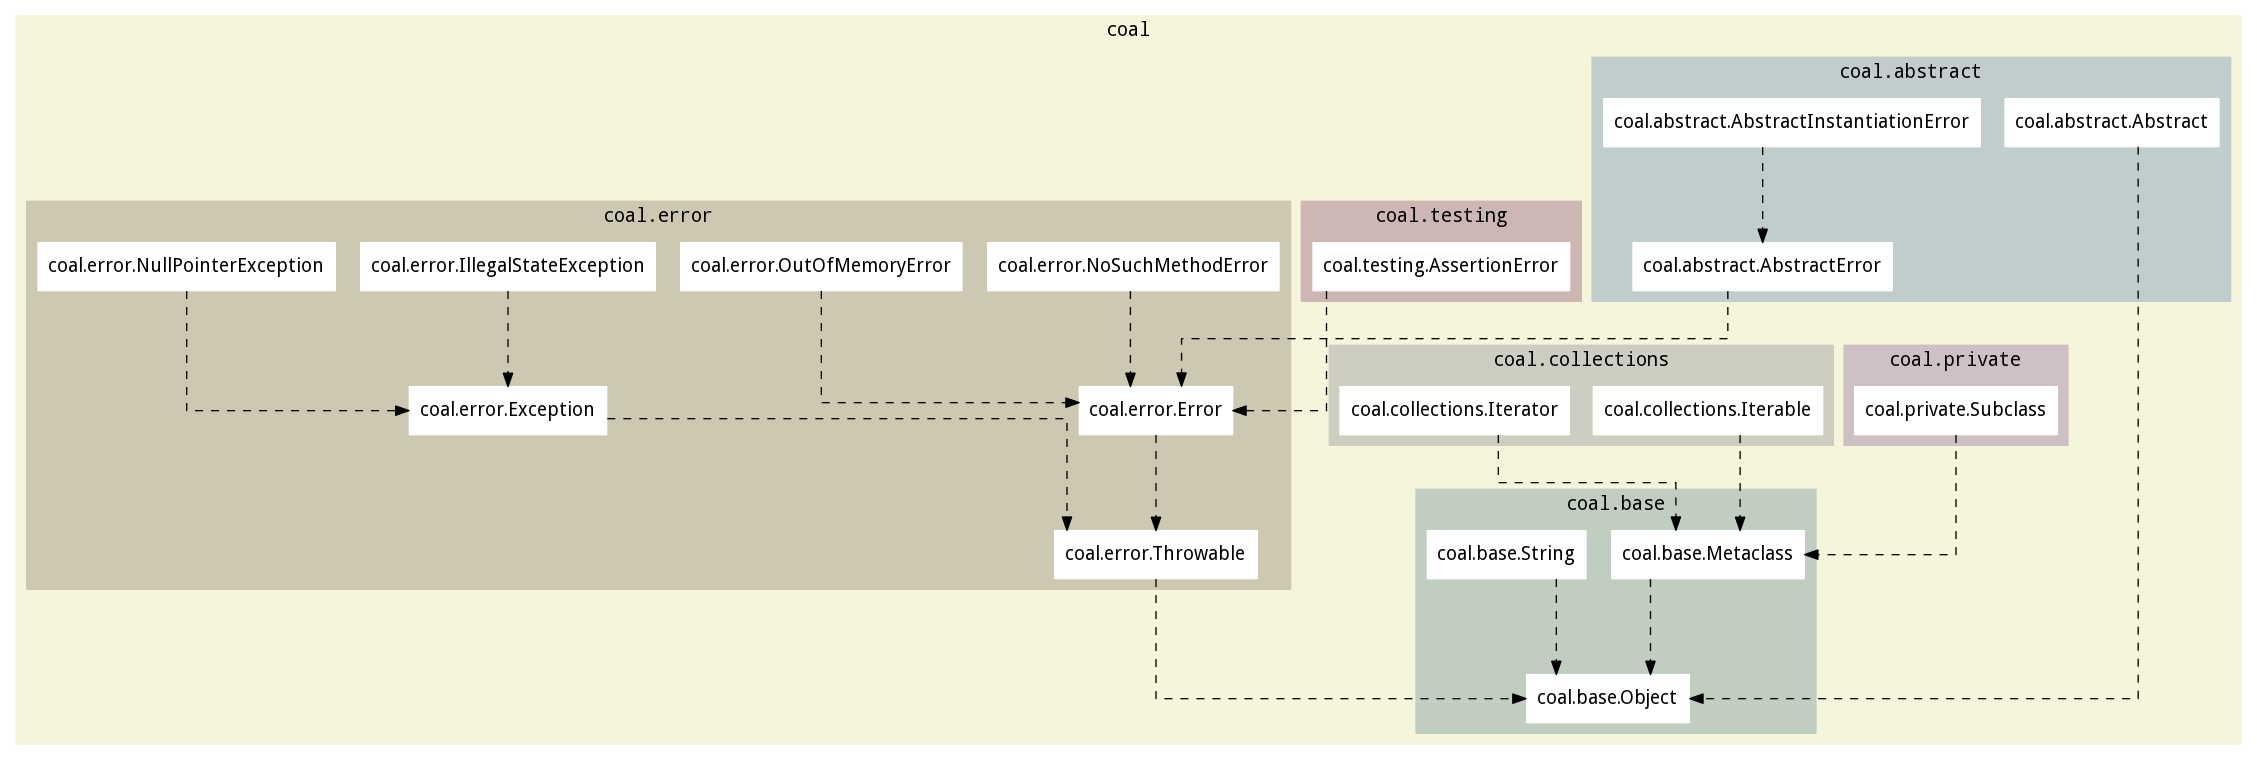 coal
coal.abstract
coal.abstract.AbstractInstantiationError
coal.abstract.Abstract
coal.error
coal.testing
coal.error.NullPointerException
coal.error.IllegalStateException
coal.error.OutOfMemoryError
coal.error.NoSuchMethodError
coal.testing.AssertionError
coal.abstract.AbstractError
coal.collections
coal.private
coal.error.Exception
coal.error.Error
coal.collections.Iterator
coal.collections.Iterable
coal.private.Subclass
coal.base
coal.error.Throwable
coal.base.String
coal.base.Metaclass
coal.base.Object